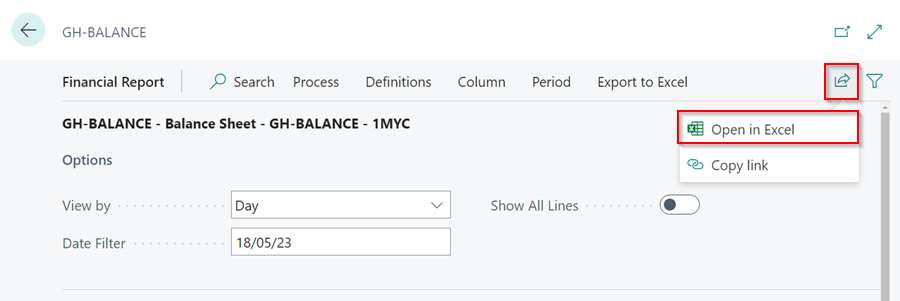 GH-BALANCE
Financial Report Search Process Definitions Column Period Export to Excel
GH-BALANCE - Balance Sheet - GH-BALANCE - 1MYC
Open in Excel
Copy link
Options
View by Day Show All Lines
Date Filter 18/05/23